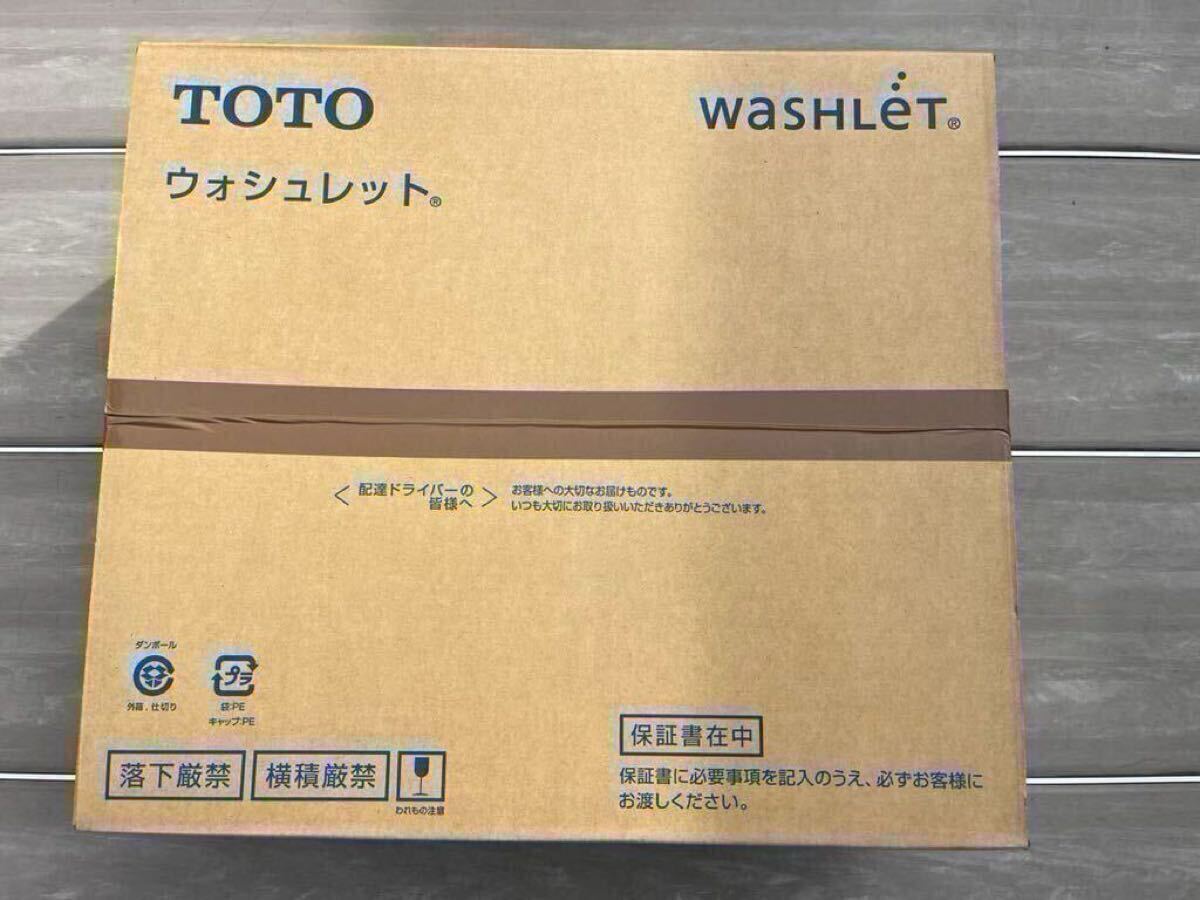 TOTO
WASHLET®
ウォシュレット®
<配達ドライバーの
皆様へ>
お客様への大切なお届けものです。
いつも大切にお取り扱いいただきありがとうございます。
ダンボール
外箱、仕切り
プラ
袋:PE
キャップ:PE
落下厳禁
横積厳禁
われもの注意
保証書在中
保証書に必要事項を記入のうえ、必ずお客様に
お渡しください。